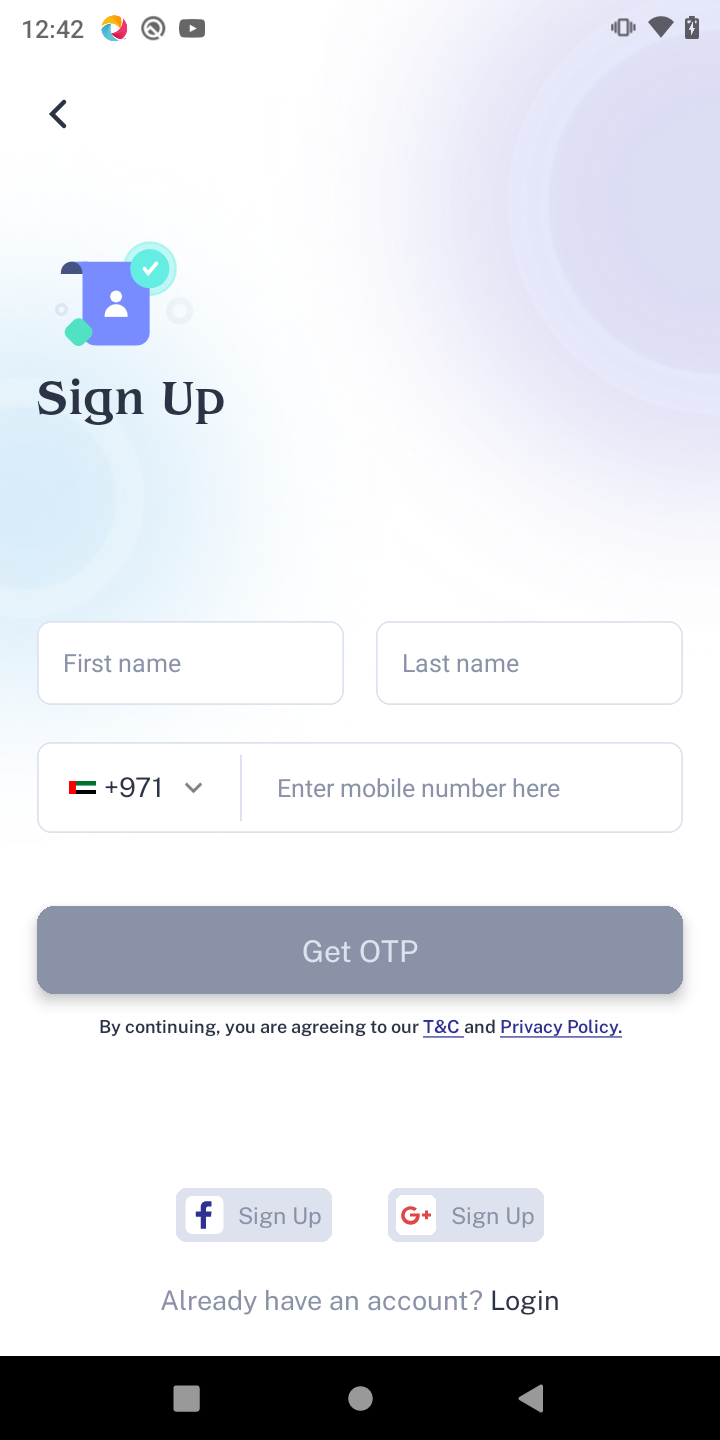 12:42
Sign Up
First name
Last name
+971
Enter mobile number here
Get OTP
By continuing, you are agreeing to our T&C and Privacy Policy.
Sign Up
G+ Sign Up
Already have an account? Login